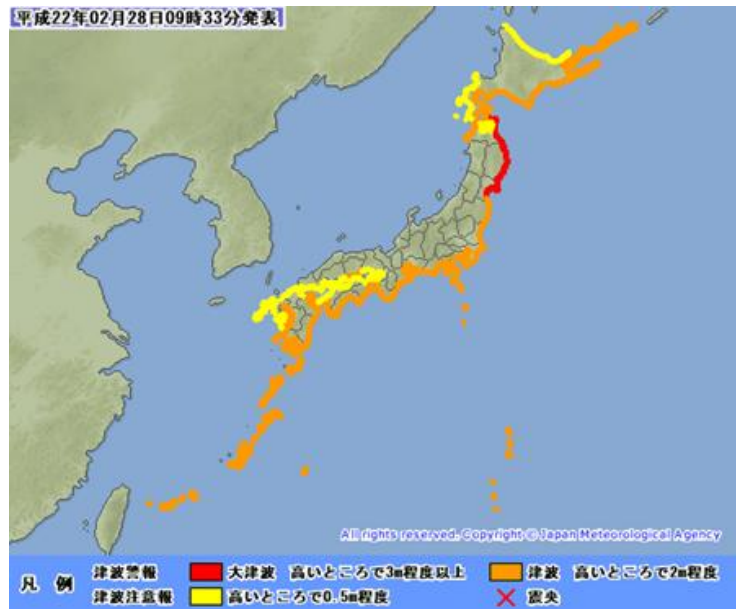 平成22年02月28日09時33分発表
All rights reserved. Copyright © Japan Meteorological Agency
凡 例
津波警報 大津波 高いところで3m程度以上 津波 高いところで2m程度
津波注意報 高いところで0.5m程度 震央